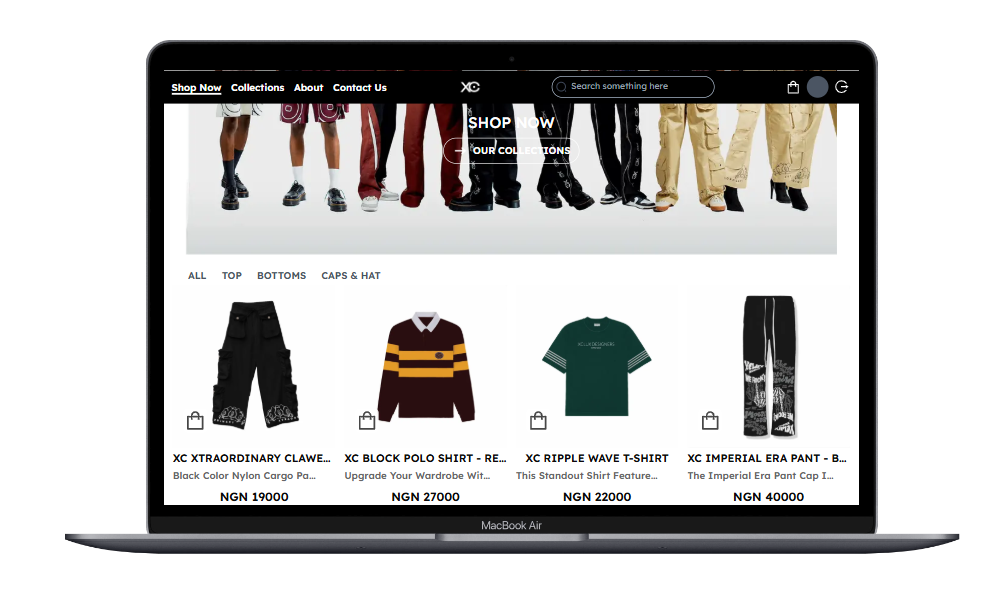 Shop Now Collections About Contact Us XC Search something here
SHOP NOW
→ OUR COLLECTIONS
ALL TOP BOTTOMS CAPS & HAT
XC XTRAORDINARY CLAWE... XC BLOCK POLO SHIRT - RE... XC RIPPLE WAVE T-SHIRT XC IMPERIAL ERA PANT - B...
Black Color Nylon Cargo Pa... Upgrade Your Wardrobe Wit... This Standout Shirt Feature... The Imperial Era Pant Cap I...
NGN 19000 NGN 27000 NGN 22000 NGN 40000
MacBook Air